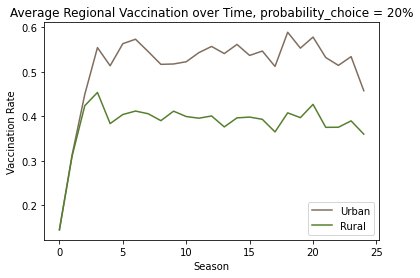 Average Regional Vaccination over Time, probability_choice = 20%
0.6
0.5
0.4
0.3
0.2
Vaccination Rate
Urban
Rural
0 5 10 15 20 25
Season